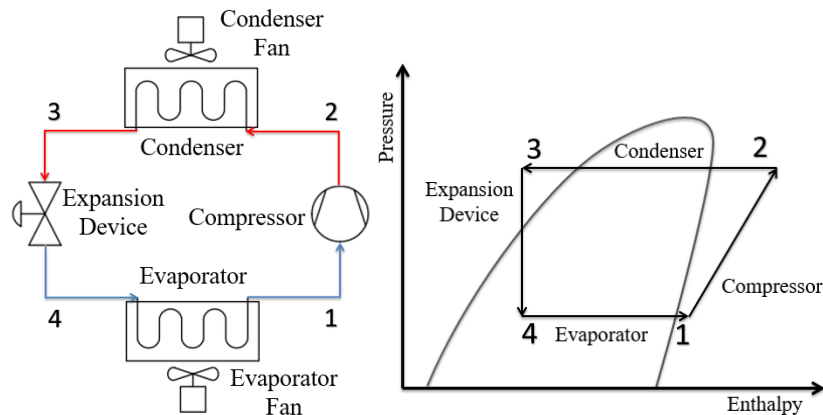 Condenser
Fan
3
2
Condenser
Expansion
Device
Compressor
Evaporator
4
1
Evaporator
Fan
Pressure
3
Condenser
2
Expansion
Device
Compressor
4
Evaporator
1
Enthalpy